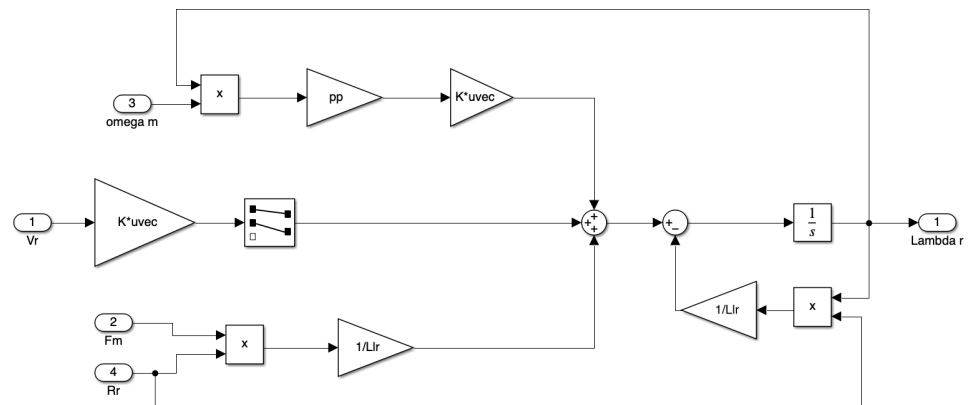 x
pp
K*uvec
3
omega m
1
Vr
K*uvec
+
+
+
+
−
1
s
1
Lambda r
2
Fm
x
1/Llr
1/Llr
x
4
Rr